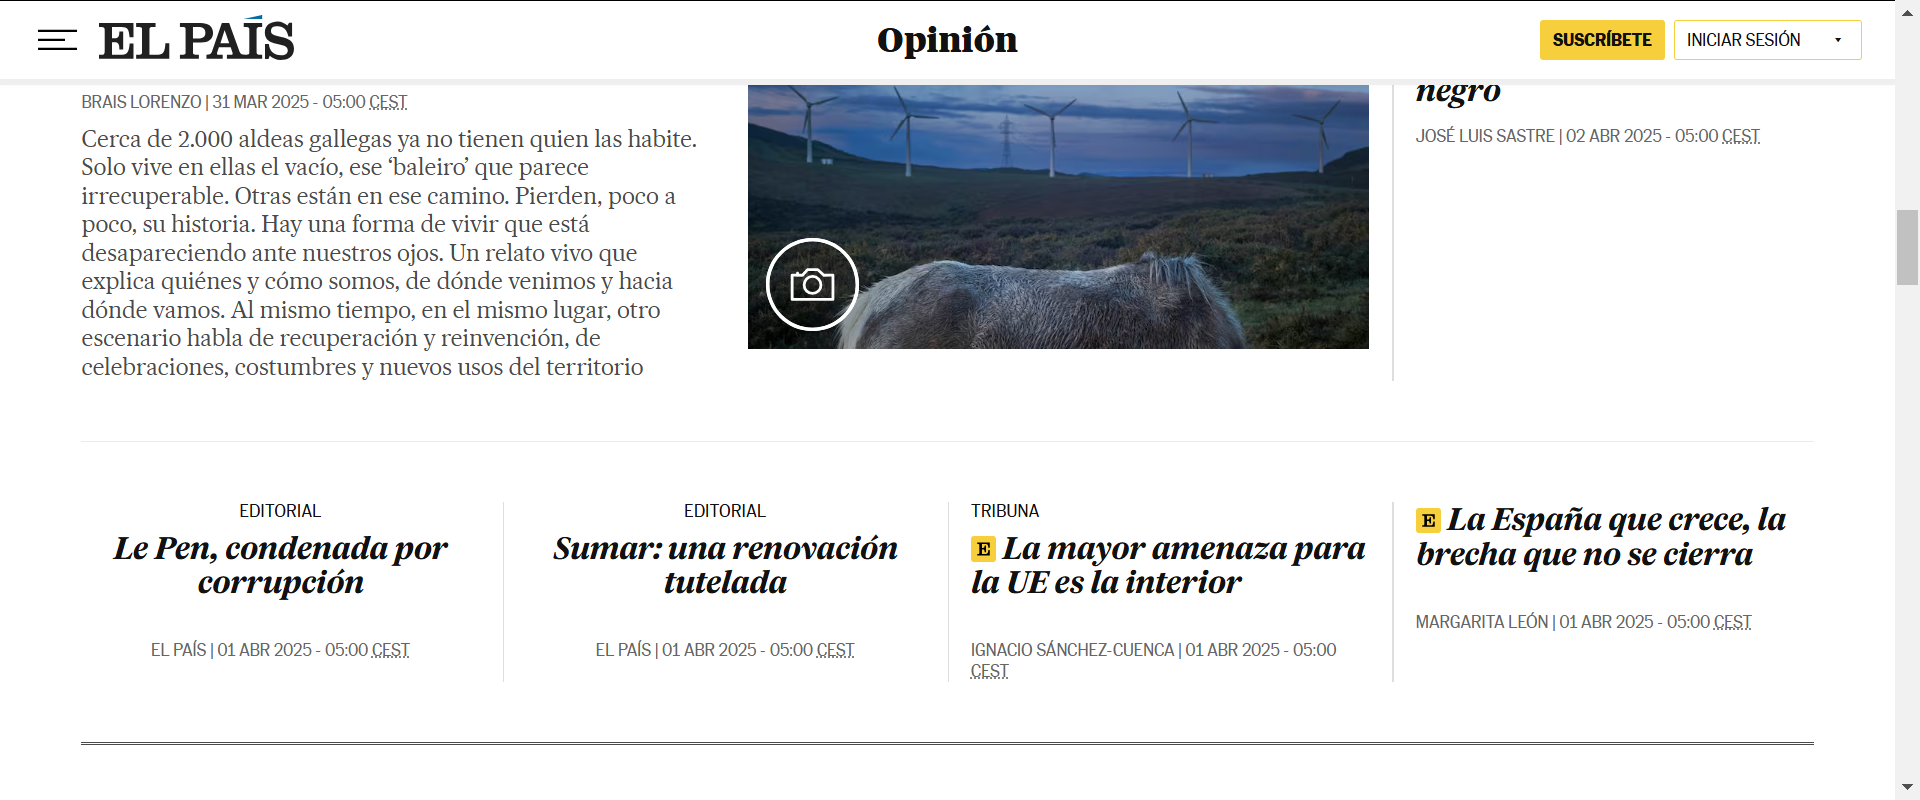 EL PAÍS
Opinión
SUSCRÍBETE
INICIAR SESIÓN
BRAIS LORENZO | 31 MAR 2025 - 05:00 CEST
Cerca de 2.000 aldeas gallegas ya no tienen quien las habite.
Solo vive en ellas el vacío, ese ‘baleiro’ que parece
irrecuperable. Otras están en ese camino. Pierden, poco a
poco, su historia. Hay una forma de vivir que está
desapareciendo ante nuestros ojos. Un relato vivo que
explica quiénes y cómo somos, de dónde venimos y hacia
dónde vamos. Al mismo tiempo, en el mismo lugar, otro
escenario habla de recuperación y reinvención, de
celebraciones, costumbres y nuevos usos del territorio
negro
JOSÉ LUIS SASTRE | 02 ABR 2025 - 05:00 CEST
EDITORIAL
Le Pen, condenada por
corrupción
EL PAÍS | 01 ABR 2025 - 05:00 CEST
EDITORIAL
Sumar: una renovación
tutelada
EL PAÍS | 01 ABR 2025 - 05:00 CEST
TRIBUNA
E La mayor amenaza para
la UE es la interior
IGNACIO SÁNCHEZ-CUENCA | 01 ABR 2025 - 05:00
CEST
E La España que crece, la
brecha que no se cierra
MARGARITA LEÓN | 01 ABR 2025 - 05:00 CEST